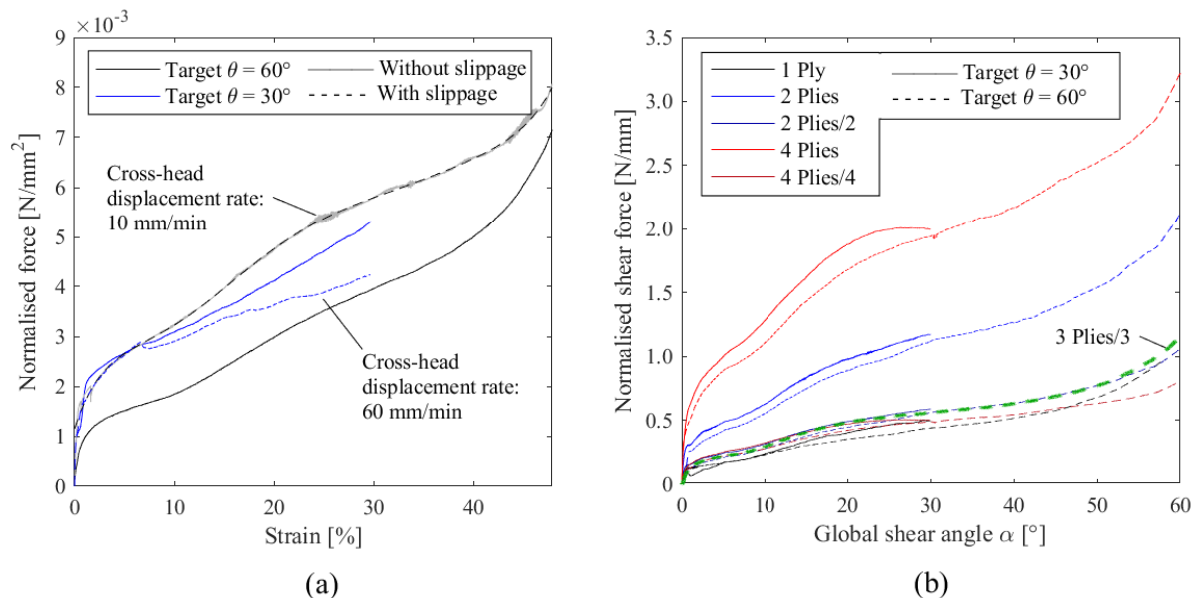 ×10⁻³
9
8
7
6
5
4
3
2
1
0
Normalised force [N/mm²]
Target θ = 60°
Target θ = 30°
Without slippage
With slippage
Cross-head
displacement rate:
10 mm/min
Cross-head
displacement rate:
60 mm/min
0
10
20
30
40
Strain [%]
(a)
3.5
3.0
2.5
2.0
1.5
1.0
0.5
0
Normalised shear force [N/mm]
1 Ply
2 Plies
2 Plies/2
4 Plies
4 Plies/4
Target θ = 30°
Target θ = 60°
3 Plies/3
0
10
20
30
40
50
60
Global shear angle α [°]
(b)